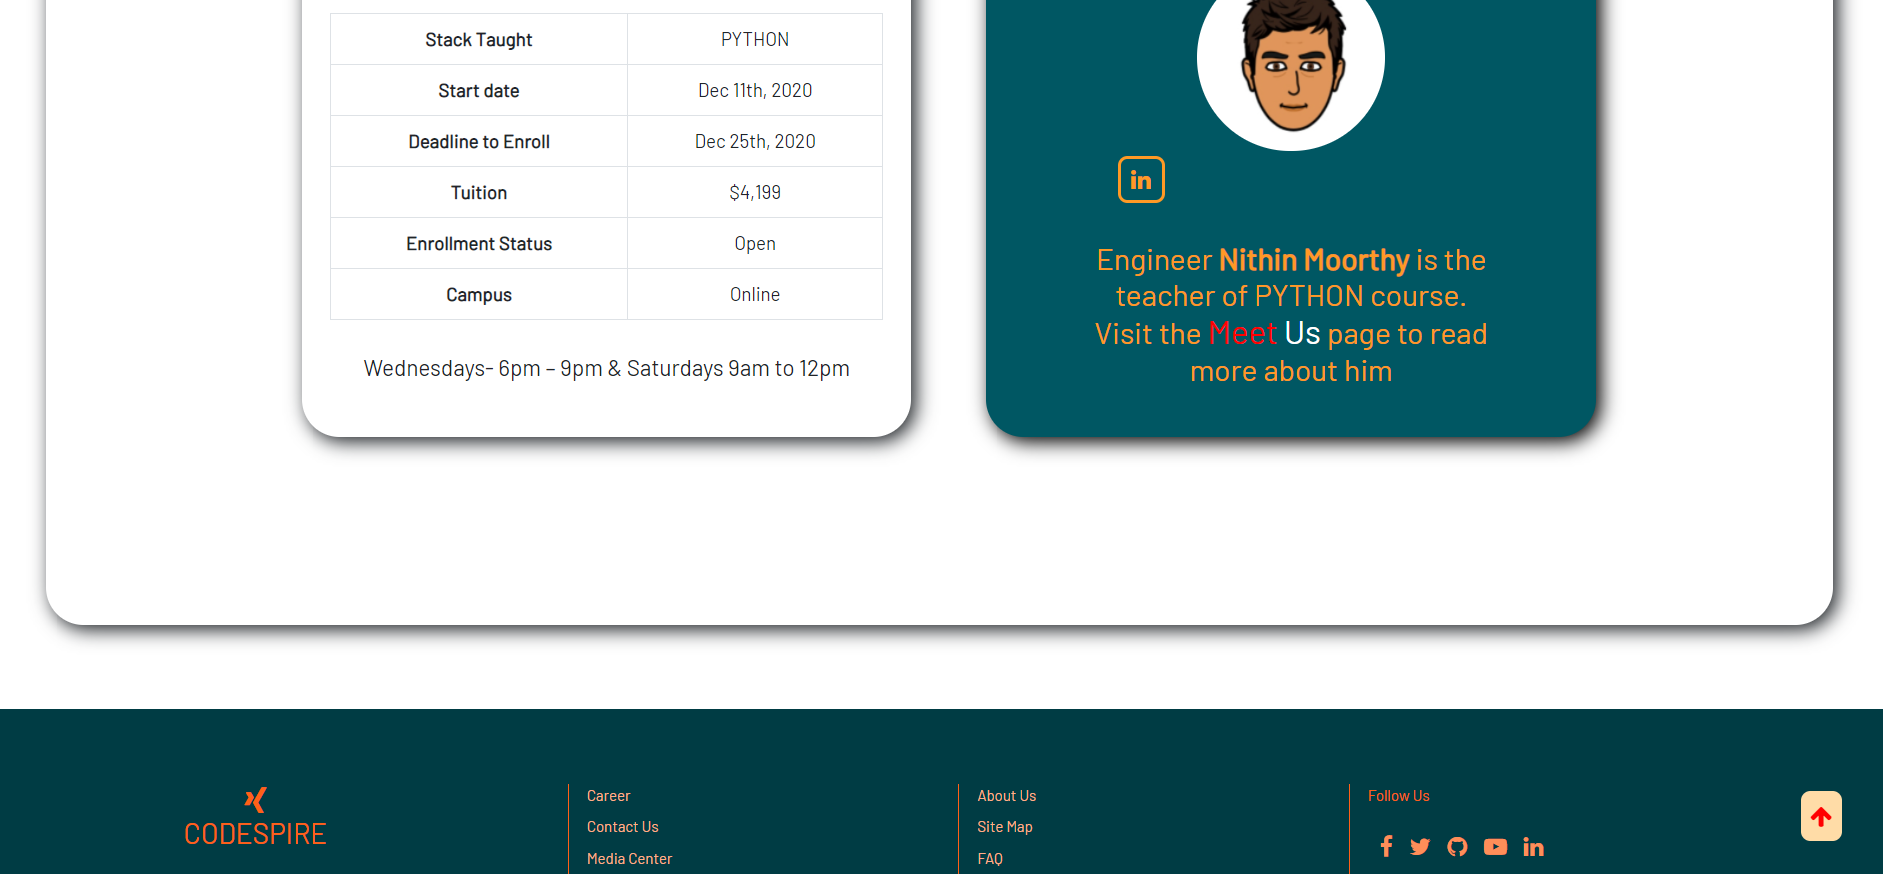 Stack Taught PYTHON
Start date Dec 11th, 2020
Deadline to Enroll Dec 25th, 2020
Tuition $4,199
Enrollment Status Open
Campus Online
Wednesdays- 6pm – 9pm & Saturdays 9am to 12pm
in
Engineer Nithin Moorthy is the
teacher of PYTHON course.
Visit the Meet Us page to read
more about him
CODESPIRE
Career
Contact Us
Media Center
About Us
Site Map
FAQ
Follow Us